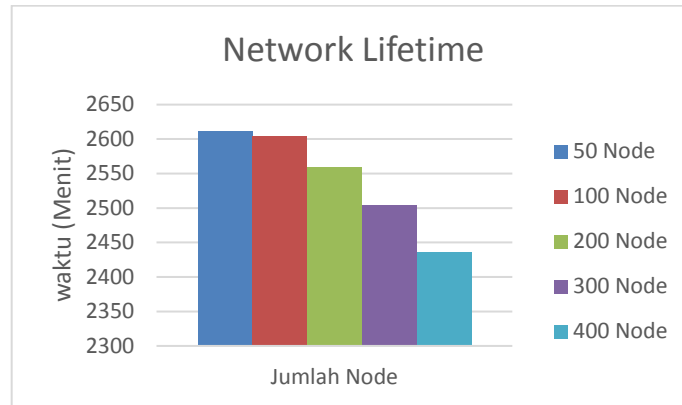 Network Lifetime
2650
2600
2550
2500
2450
2400
2350
2300
waktu (Menit)
Jumlah Node
50 Node
100 Node
200 Node
300 Node
400 Node